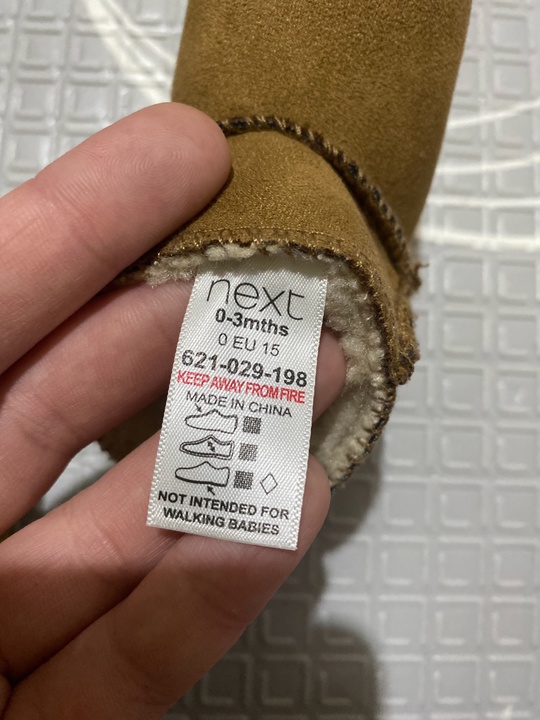 next
0-3mths
0 EU 15
621-029-198
KEEP AWAY FROM FIRE
MADE IN CHINA
NOT INTENDED FOR
WALKING BABIES